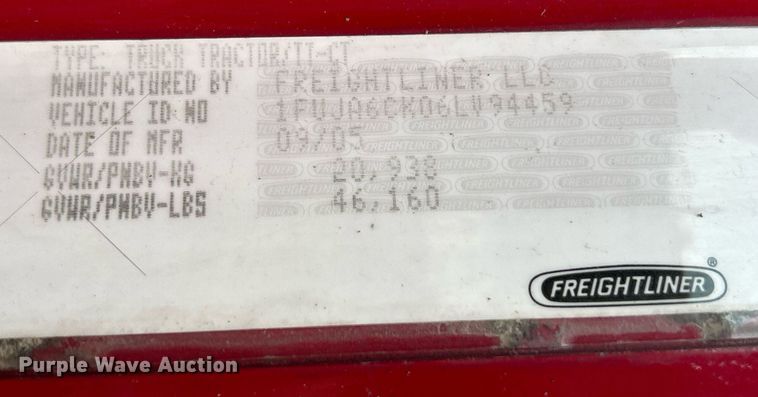 TYPE: TRUCK TRACTOR/TT-CT
MANUFACTURED BY FREIGHTLINER LLC
VEHICLE ID NO 1FUJA6CK06LV94459
DATE OF MFR 09/05
GVWR/PNBV-KG 20,938
GVWR/PNBV-LBS 46,160
FREIGHTLINER®
Purple Wave Auction